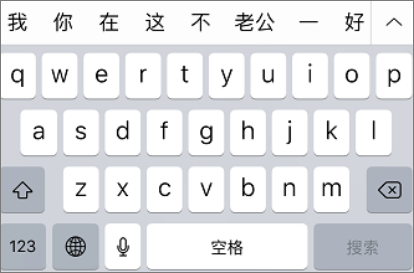 我 你 在 这 不 老公 一 好
q w e r t y u i o p
a s d f g h j k l
z x c v b n m
123 空格 搜索